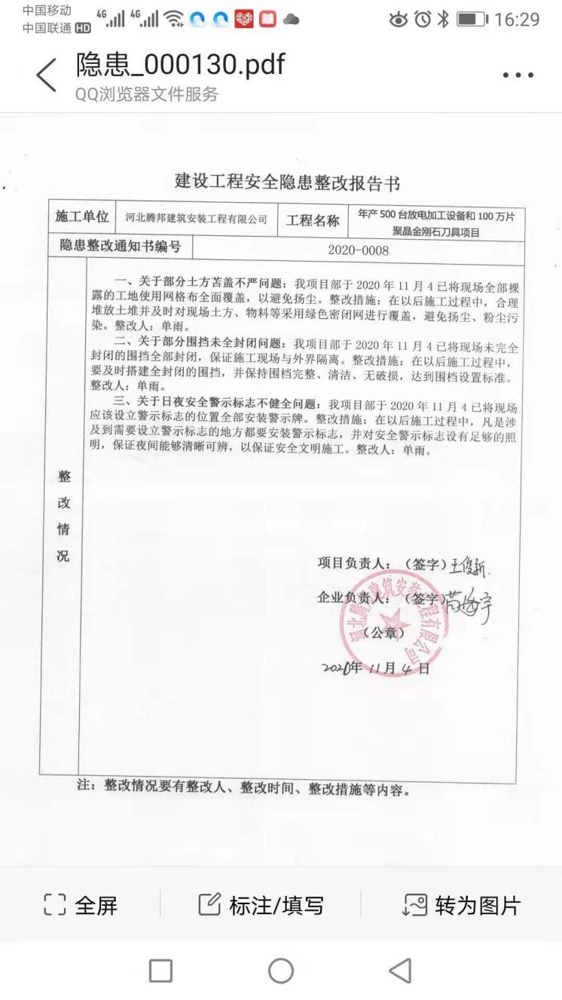 中国移动
中国联通 HD 4G 4G 16:29
隐患_000130.pdf
QQ浏览器文件服务
建设工程安全隐患整改报告书
施工单位 河北腾邦建筑安装工程有限公司 工程名称 年产 500 台放电加工设备和 100 万片
聚晶金刚石刀具项目
隐患整改通知书编号 2020-0008
整改情况
一、关于部分土方苫盖不严问题：我项目部于 2020 年 11 月 4 已将现场全部裸
露的工地使用网格布全面覆盖，以避免扬尘。整改措施：在以后施工过程中，合理
堆放土堆并及时对现场土方、物料等采用绿色密闭网进行覆盖，避免扬尘、粉尘污
染。整改人：单雨。
二、关于部分围挡未全封闭问题：我项目部于 2020 年 11 月 4 已将现场未完全
封闭的围挡全部封闭，保证施工现场与外界隔离。整改措施：在以后施工过程中，
要及时搭建全封闭的围挡，并保持围档完整、清洁、无破损，达到围档设置标准。
整改人：单雨。
三、关于日夜安全警示标志不健全问题：我项目部于 2020 年 11 月 4 已将现场
应该设立警示标志的位置全部安装警示牌。整改措施：在以后施工过程中，凡是涉
及到需要设立警示标志的地方都要安装警示标志，并对安全警示标志设有足够的照
明，保证夜间能够清晰可辨，以保证安全文明施工。整改人：单雨。
项目负责人：（签字）王俊新
企业负责人：（签字）
河北腾邦建筑安装工程有限公司
（公章）
2020年 11 月 4 日
注：整改情况要有整改人、整改时间、整改措施等内容。
全屏 标注/填写 转为图片